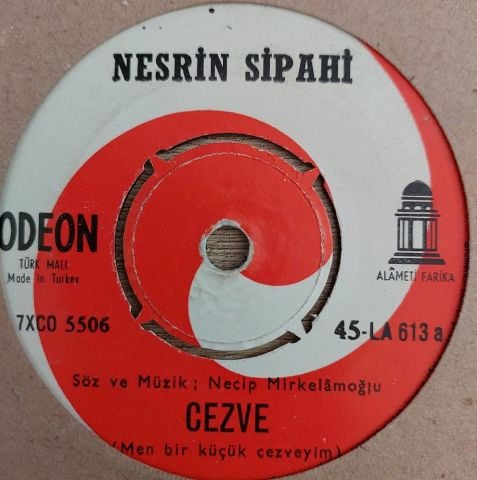 NESRİN SİPAHİ
ODEON
TÜRK MALI
Made in Turkey
7XCO 5506
ALÂMETİ FARİKA
45-LA 613 a
Söz ve Müzik; Necip Mirkelâmoğlu
CEZVE
(Men bir küçük cezveyim)